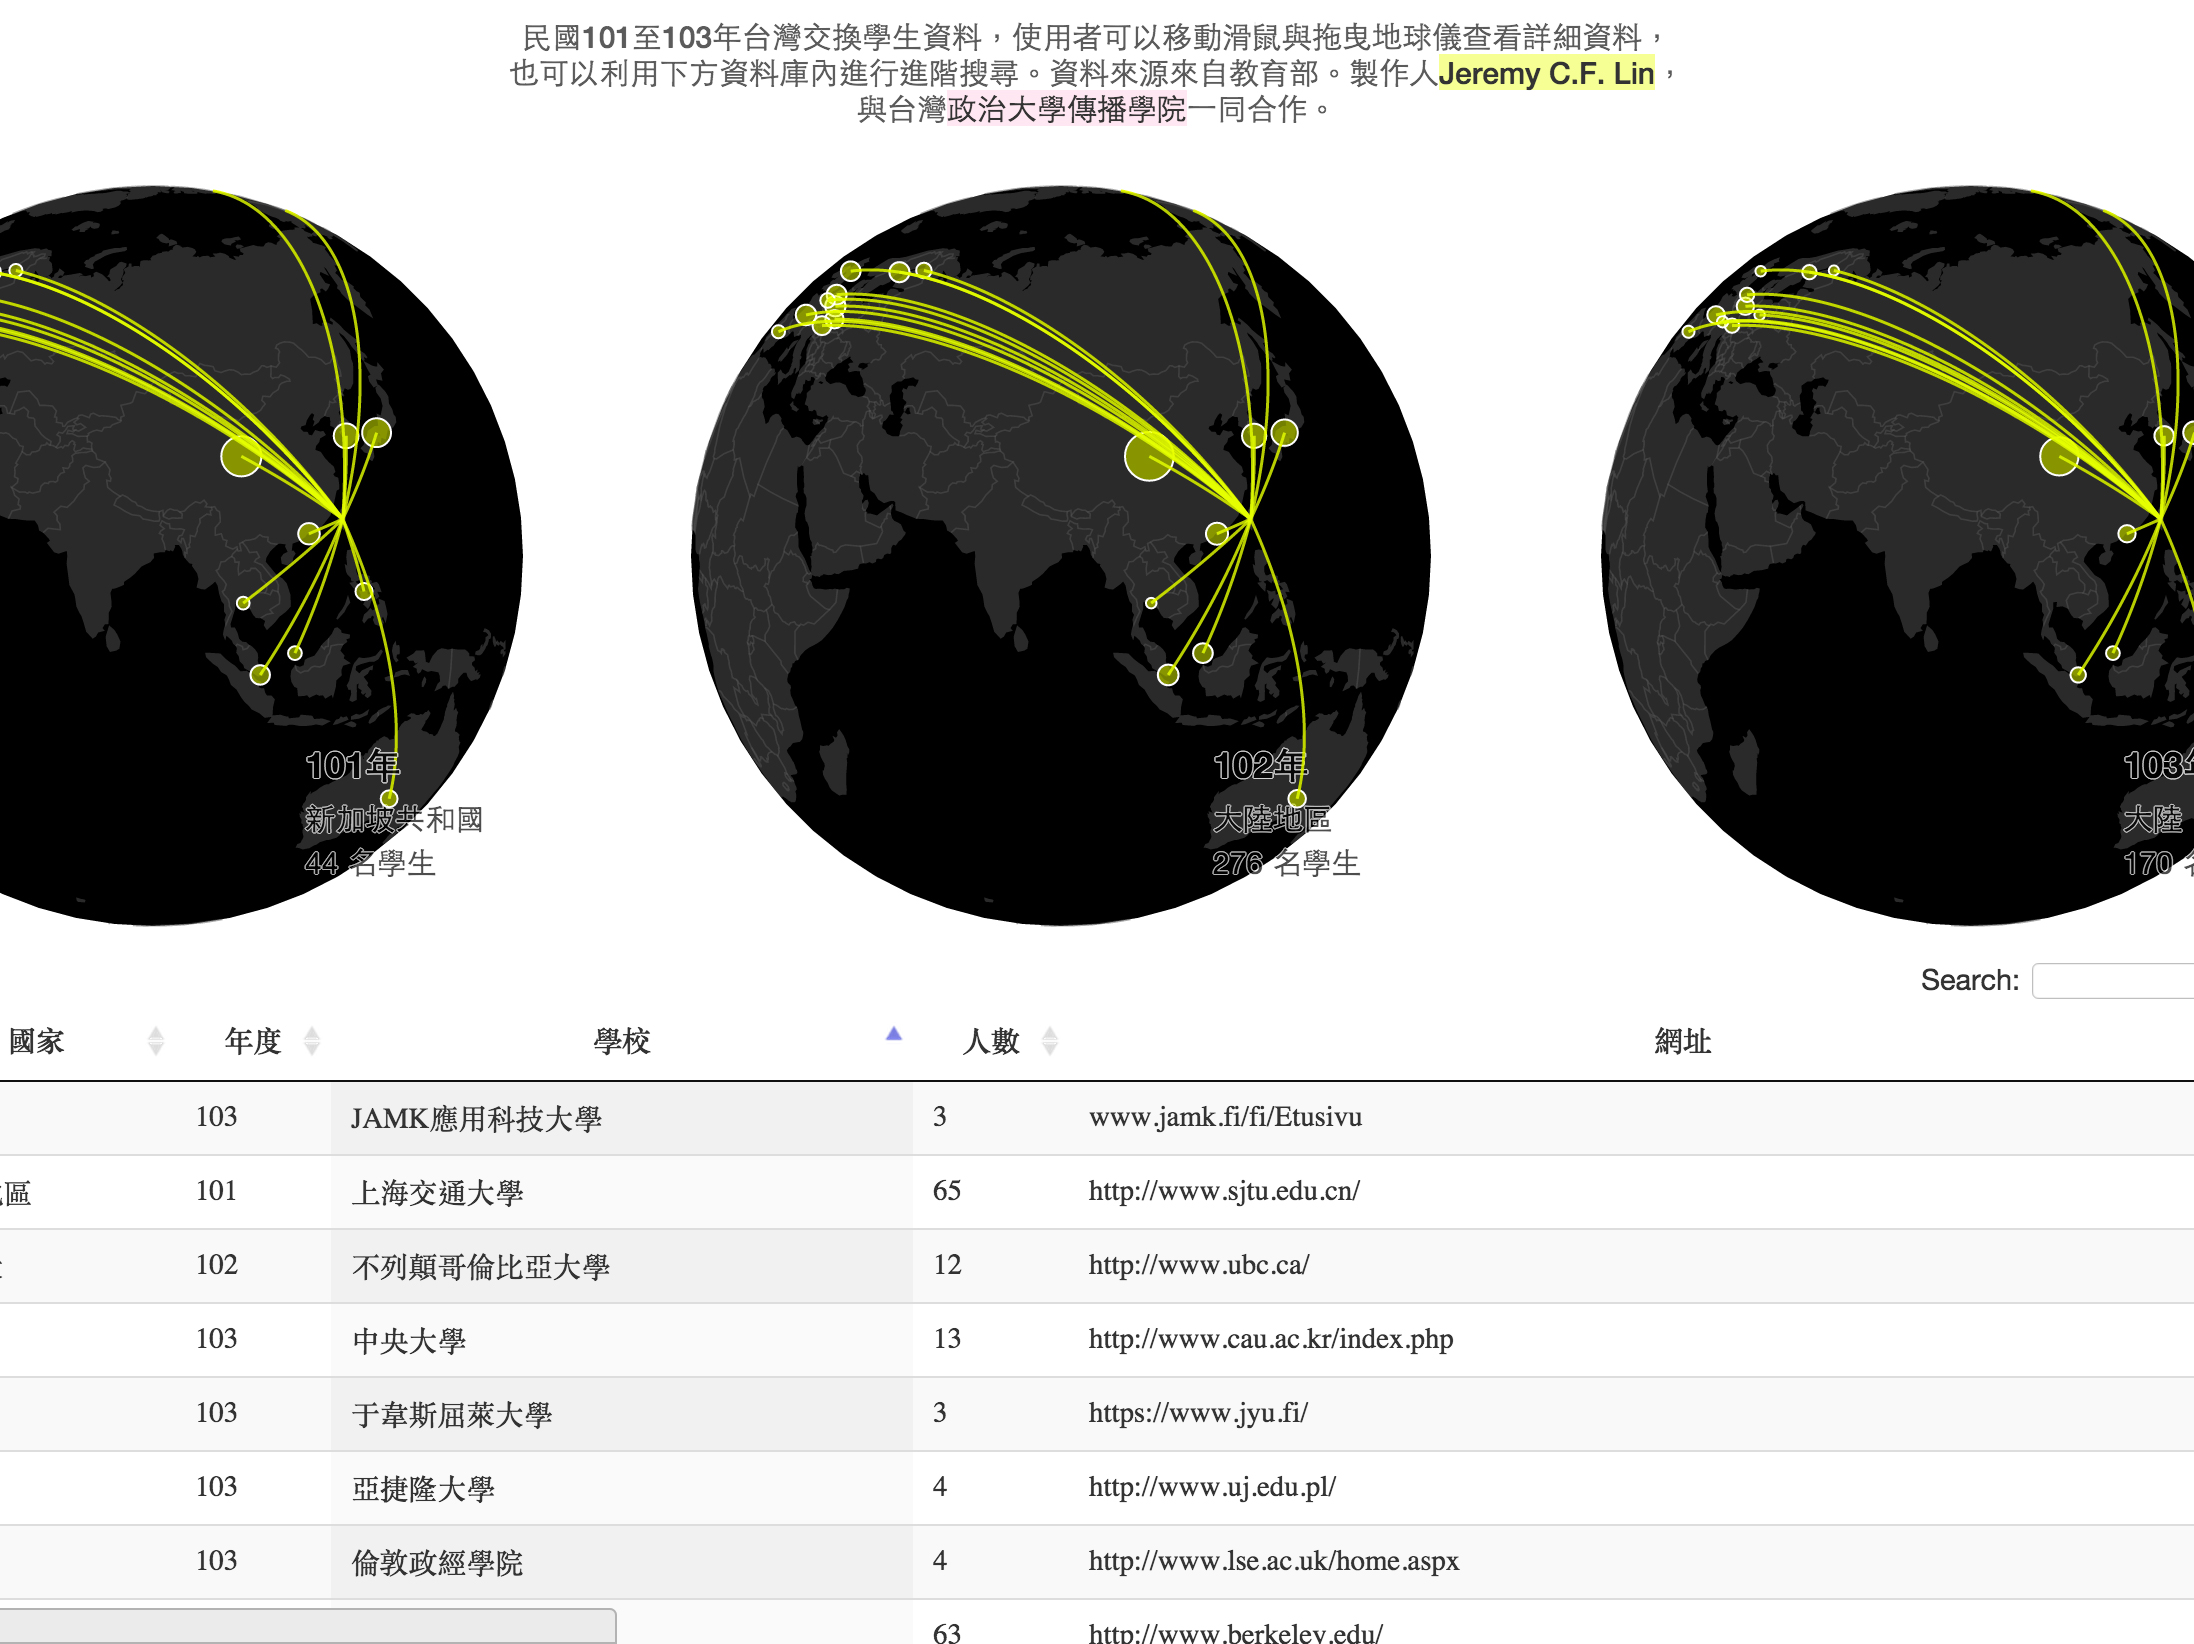 民國101至103年台灣交換學生資料，使用者可以移動滑鼠與拖曳地球儀查看詳細資料，
也可以利用下方資料庫內進行進階搜尋。資料來源來自教育部。製作人Jeremy C.F. Lin，
與台灣政治大學傳播學院一同合作。
101年
新加坡共和國
44 名學生
102年
大陸地區
276 名學生
103年
大陸
170 名
Search:
國家 年度 學校 人數 網址
103 JAMK應用科技大學 3 www.jamk.fi/fi/Etusivu
區 101 上海交通大學 65 http://www.sjtu.edu.cn/
102 不列顛哥倫比亞大學 12 http://www.ubc.ca/
103 中央大學 13 http://www.cau.ac.kr/index.php
103 于韋斯屈萊大學 3 https://www.jyu.fi/
103 亞捷隆大學 4 http://www.uj.edu.pl/
103 倫敦政經學院 4 http://www.lse.ac.uk/home.aspx
63 http://www.berkeley.edu/